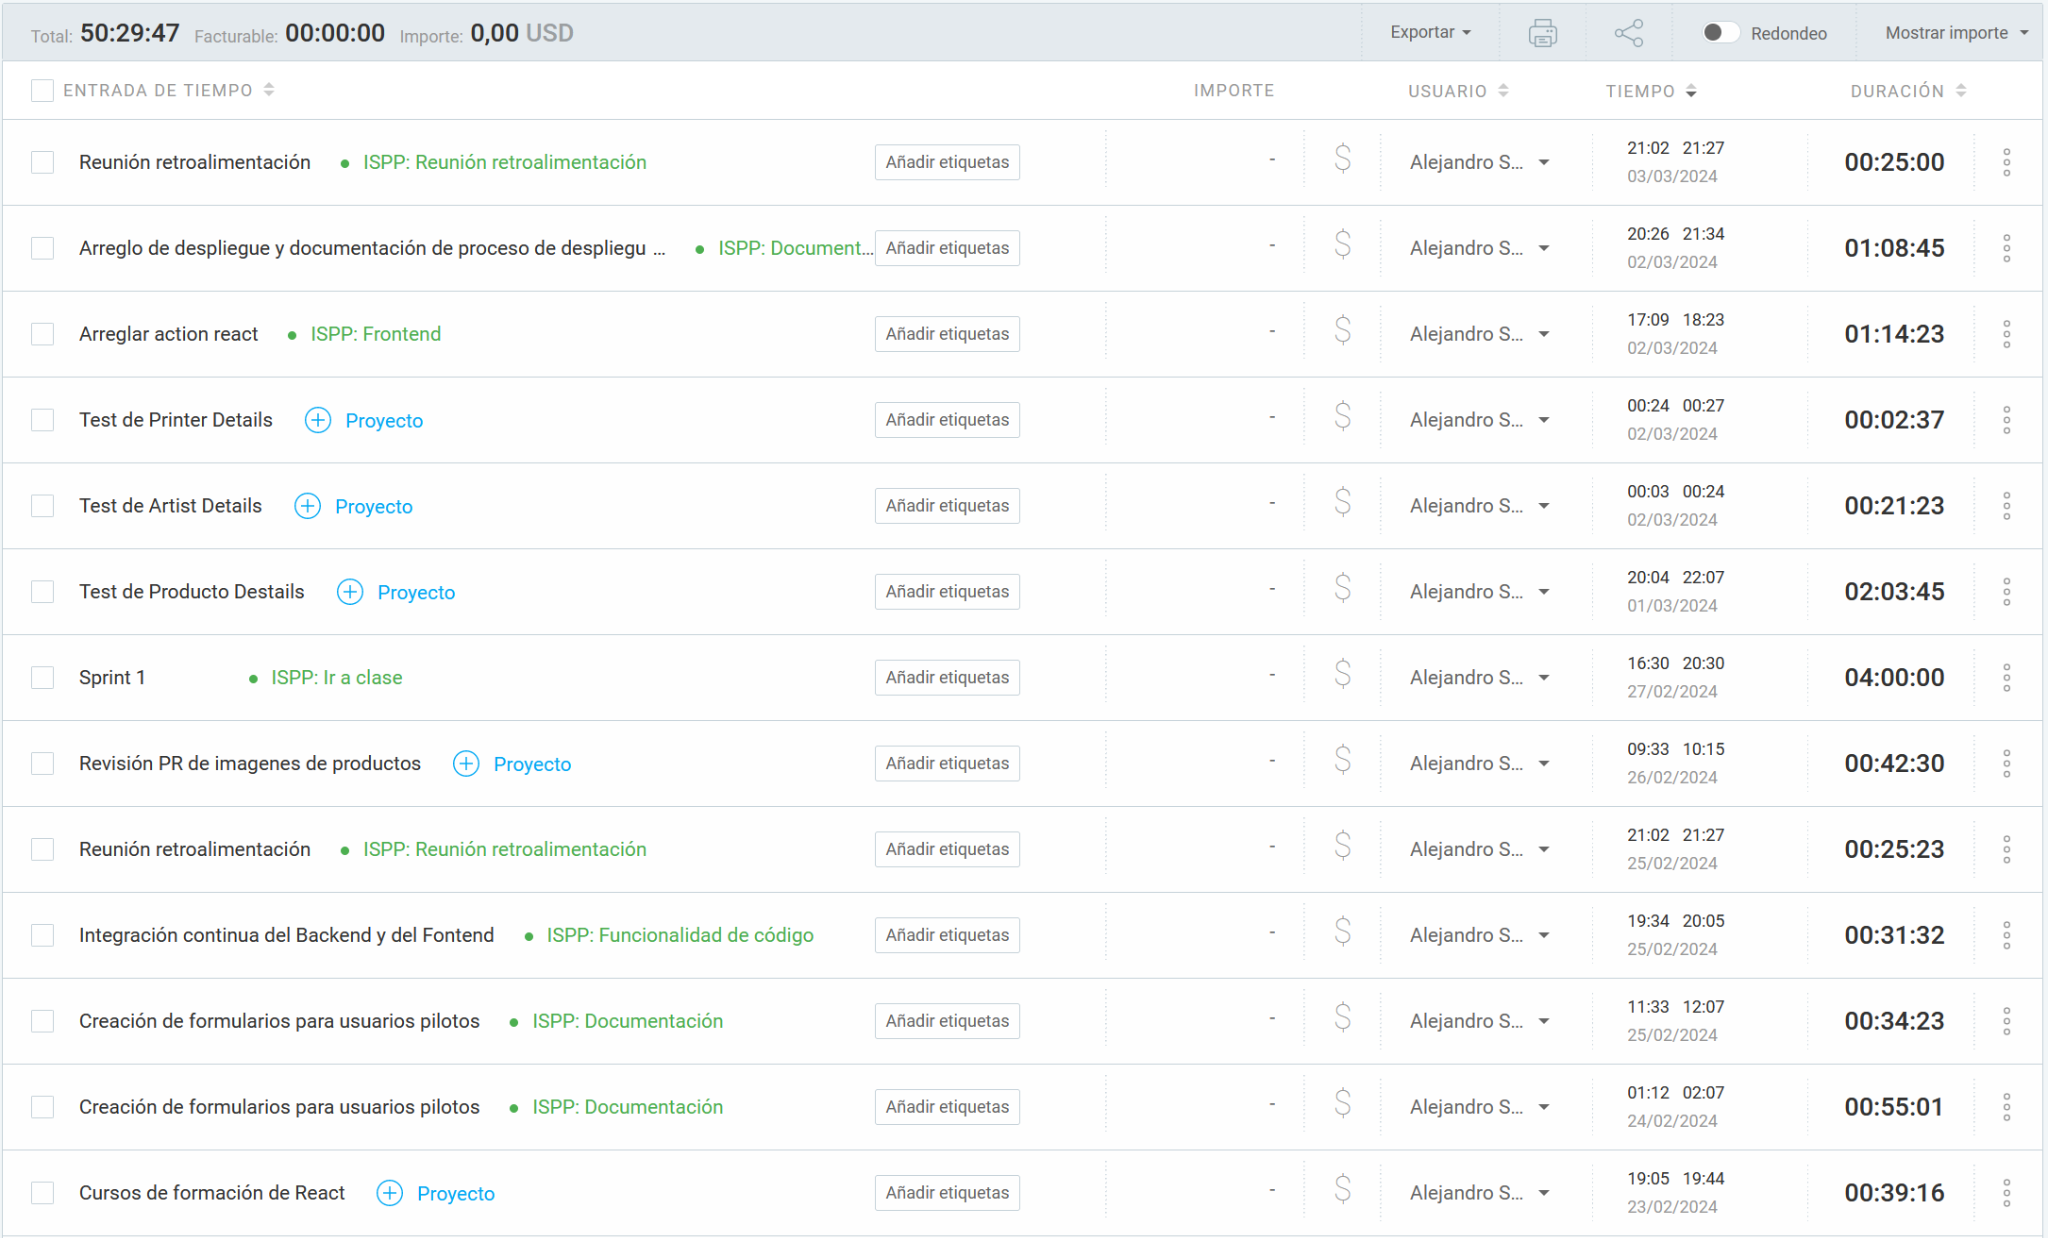 Total: 50:29:47 Facturable: 00:00:00 Importe: 0,00 USD Exportar Redondeo Mostrar importe
ENTRADA DE TIEMPO IMPORTE USUARIO TIEMPO DURACIÓN
Reunión retroalimentación ISPP: Reunión retroalimentación Añadir etiquetas - $ Alejandro S... 21:02 21:27 00:25:00
03/03/2024
Arreglo de despliegue y documentación de proceso de despliegu ... ISPP: Document... Añadir etiquetas - $ Alejandro S... 20:26 21:34 01:08:45
02/03/2024
Arreglar action react ISPP: Frontend Añadir etiquetas - $ Alejandro S... 17:09 18:23 01:14:23
02/03/2024
Test de Printer Details Proyecto Añadir etiquetas - $ Alejandro S... 00:24 00:27 00:02:37
02/03/2024
Test de Artist Details Proyecto Añadir etiquetas - $ Alejandro S... 00:03 00:24 00:21:23
02/03/2024
Test de Producto Destails Proyecto Añadir etiquetas - $ Alejandro S... 20:04 22:07 02:03:45
01/03/2024
Sprint 1 ISPP: Ir a clase Añadir etiquetas - $ Alejandro S... 16:30 20:30 04:00:00
27/02/2024
Revisión PR de imagenes de productos Proyecto Añadir etiquetas - $ Alejandro S... 09:33 10:15 00:42:30
26/02/2024
Reunión retroalimentación ISPP: Reunión retroalimentación Añadir etiquetas - $ Alejandro S... 21:02 21:27 00:25:23
25/02/2024
Integración continua del Backend y del Fontend ISPP: Funcionalidad de código Añadir etiquetas - $ Alejandro S... 19:34 20:05 00:31:32
25/02/2024
Creación de formularios para usuarios pilotos ISPP: Documentación Añadir etiquetas - $ Alejandro S... 11:33 12:07 00:34:23
25/02/2024
Creación de formularios para usuarios pilotos ISPP: Documentación Añadir etiquetas - $ Alejandro S... 01:12 02:07 00:55:01
24/02/2024
Cursos de formación de React Proyecto Añadir etiquetas - $ Alejandro S... 19:05 19:44 00:39:16
23/02/2024